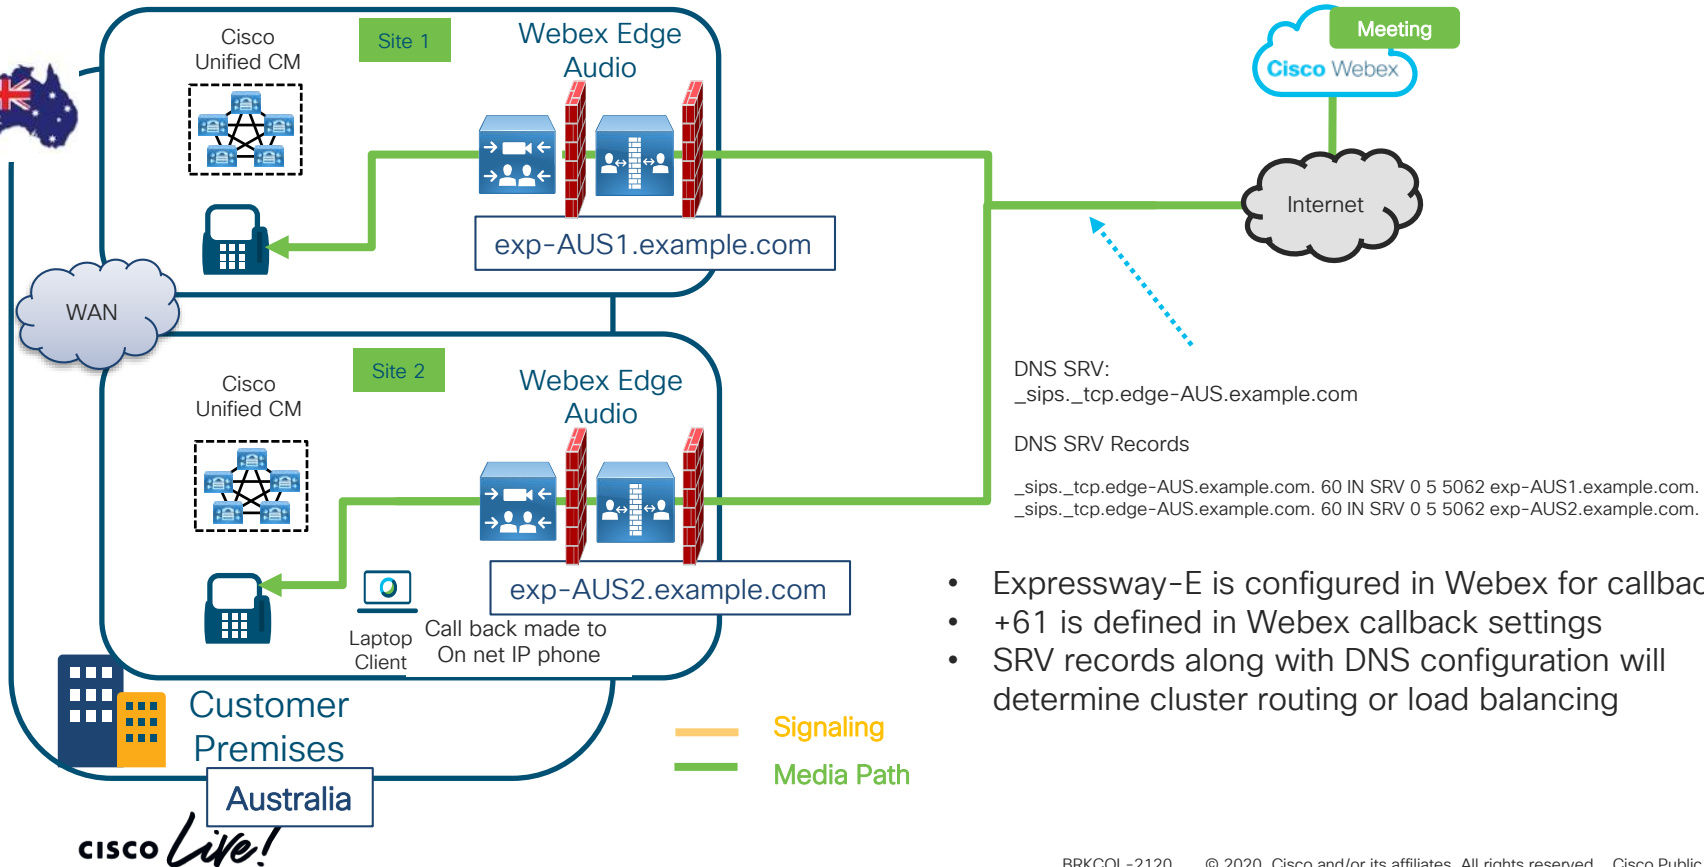 Cisco
Unified CM
Site 1
Webex Edge
Audio
Meeting
Cisco Webex
Internet
exp-AUS1.example.com
WAN
Cisco
Unified CM
Site 2
Webex Edge
Audio
DNS SRV:
_sips._tcp.edge-AUS.example.com
DNS SRV Records
_sips._tcp.edge-AUS.example.com. 60 IN SRV 0 5 5062 exp-AUS1.example.com.
_sips._tcp.edge-AUS.example.com. 60 IN SRV 0 5 5062 exp-AUS2.example.com.
exp-AUS2.example.com
Laptop
Client
Call back made to
On net IP phone
• Expressway-E is configured in Webex for callbac
• +61 is defined in Webex callback settings
• SRV records along with DNS configuration will
determine cluster routing or load balancing
Customer
Premises
Australia
Signaling
Media Path
CISCO Live!
BRKCOL-2120 © 2020 Cisco and/or its affiliates. All rights reserved. Cisco Public